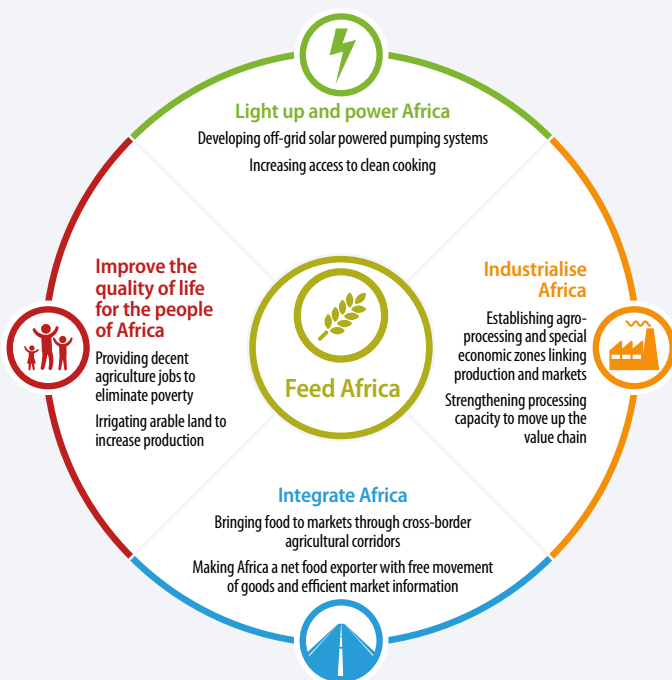 Light up and power Africa
Developing off-grid solar powered pumping systems
Increasing access to clean cooking
Improve the
quality of life
for the people
of Africa
Providing decent
agriculture jobs to
eliminate poverty
Irrigating arable land to
increase production
Feed Africa
Industrialise
Africa
Establishing agro-
processing and special
economic zones linking
production and markets
Strengthening processing
capacity to move up the
value chain
Integrate Africa
Bringing food to markets through cross-border
agricultural corridors
Making Africa a net food exporter with free movement
of goods and efficient market information